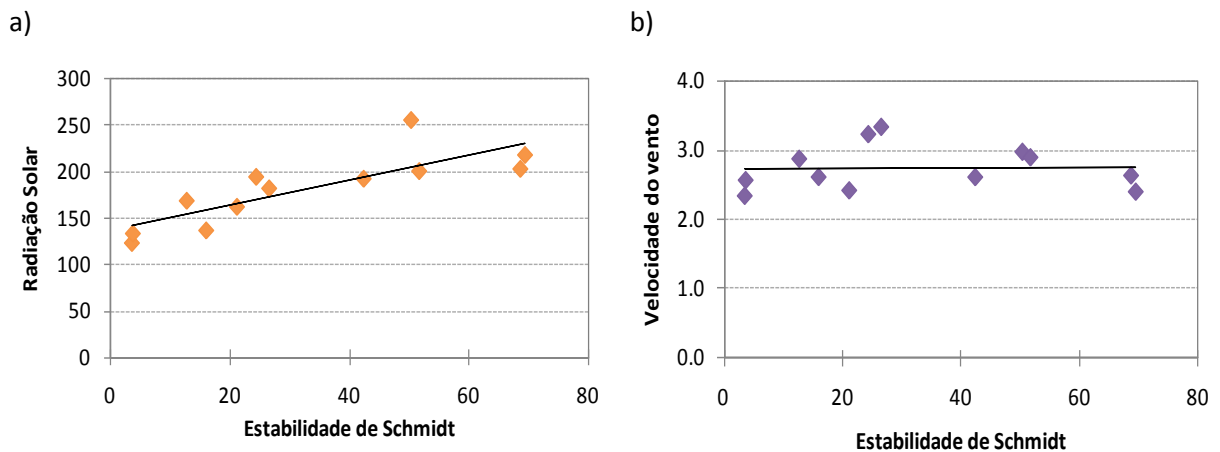 a)
300
250
200
150
100
50
0
Radiação Solar
0 20 40 60 80
Estabilidade de Schmidt
b)
4.0
3.0
2.0
1.0
0.0
Velocidade do vento
0 20 40 60 80
Estabilidade de Schmidt